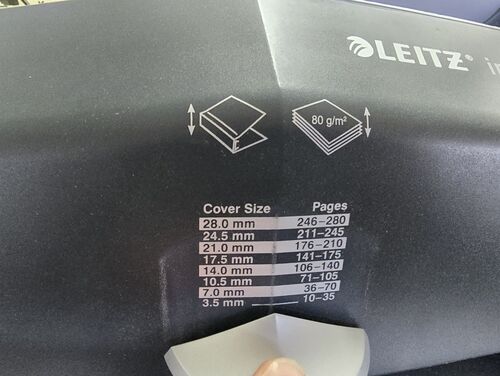 LEITZ
80 g/m²
Cover Size Pages
28.0 mm 246–280
24.5 mm 211–245
21.0 mm 176–210
17.5 mm 141–175
14.0 mm 106–140
10.5 mm 71–105
7.0 mm 36–70
3.5 mm 10–35